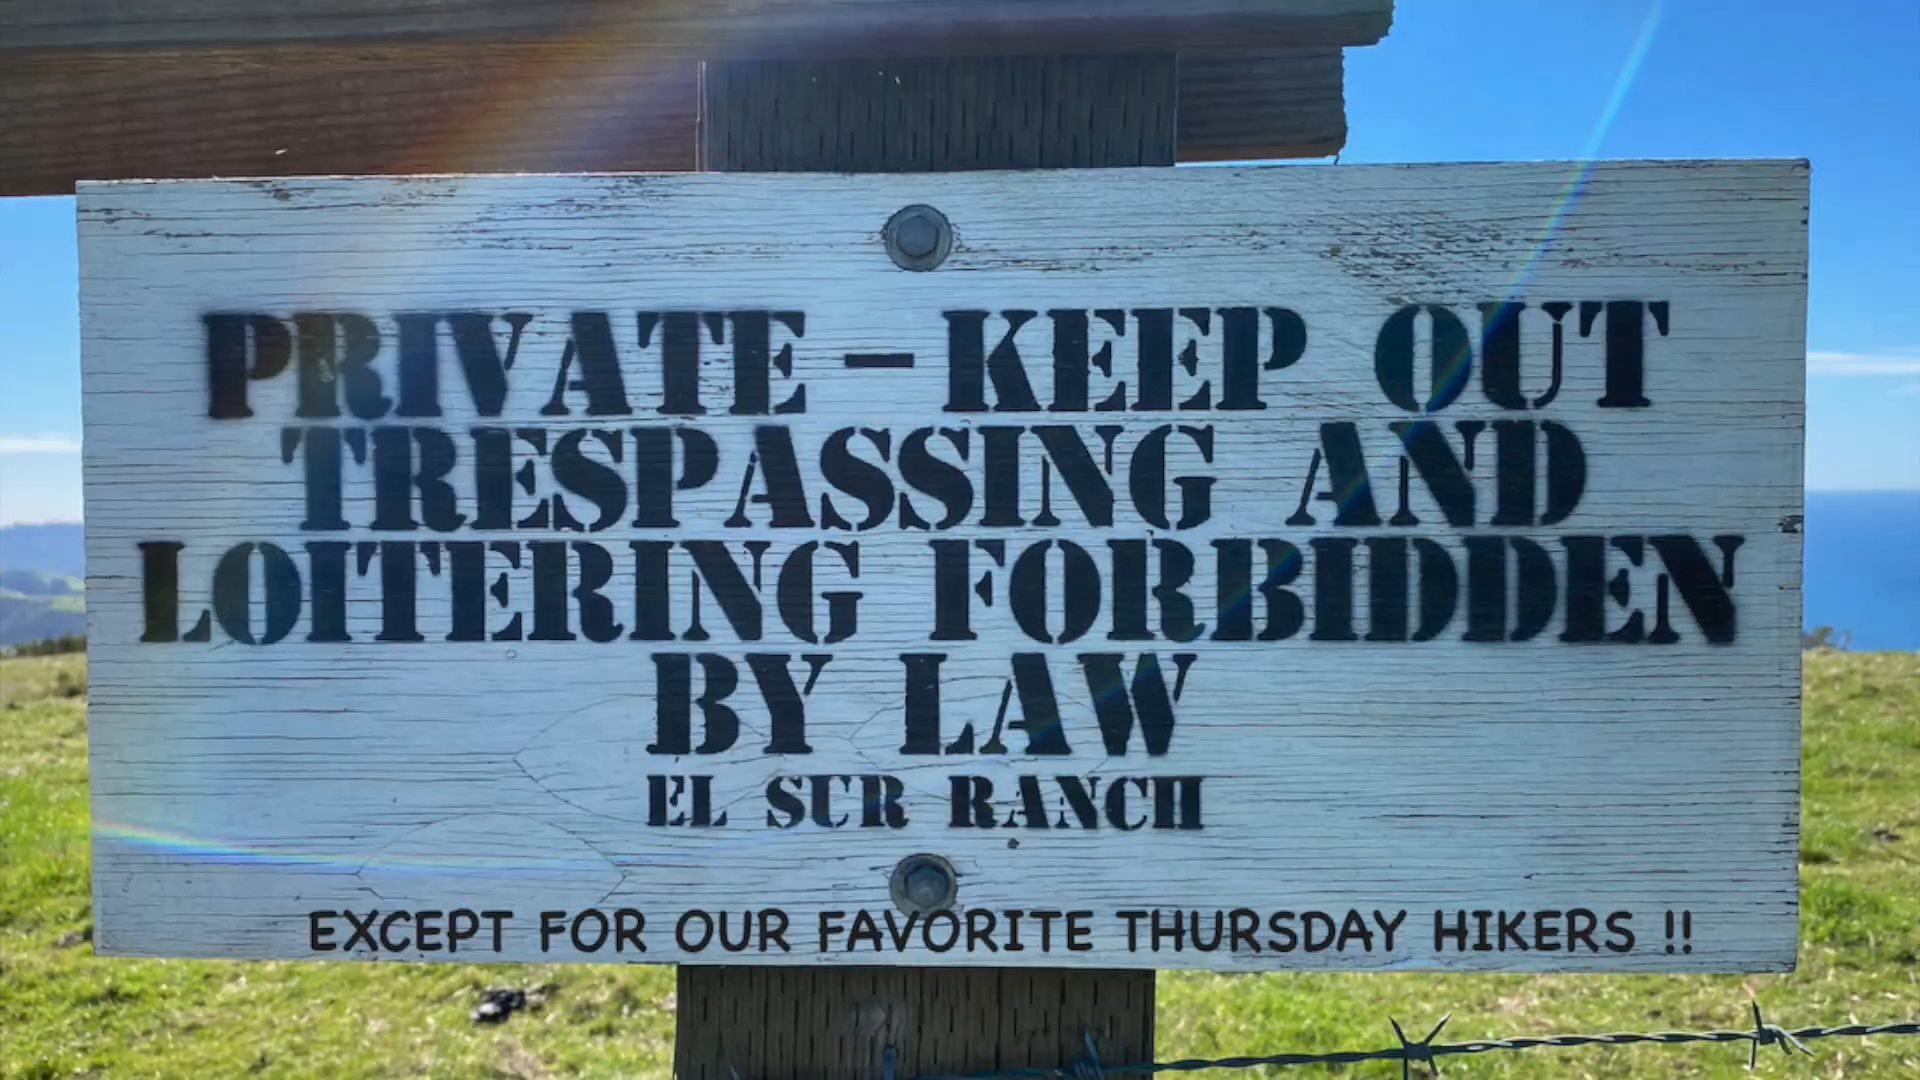 PRIVATE - KEEP OUT
TRESPASSING AND
LOITERING FORBIDDEN
BY LAW
EL SUR RANCH
EXCEPT FOR OUR FAVORITE THURSDAY HIKERS !!